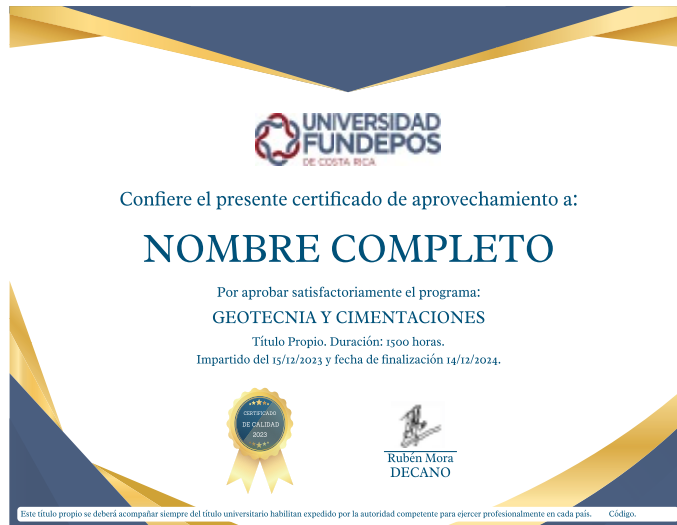 UNIVERSIDAD
FUNDEPOS
DE COSTA RICA
Confiere el presente certificado de aprovechamiento a:
NOMBRE COMPLETO
Por aprobar satisfactoriamente el programa:
GEOTECNIA Y CIMENTACIONES
Título Propio. Duración: 1500 horas.
Impartido del 15/12/2023 y fecha de finalización 14/12/2024.
CERTIFICADO
DE CALIDAD
2023
Rubén Mora
DECANO
Este título propio se deberá acompañar siempre del título universitario habilitan expedido por la autoridad competente para ejercer profesionalmente en cada país. Código.